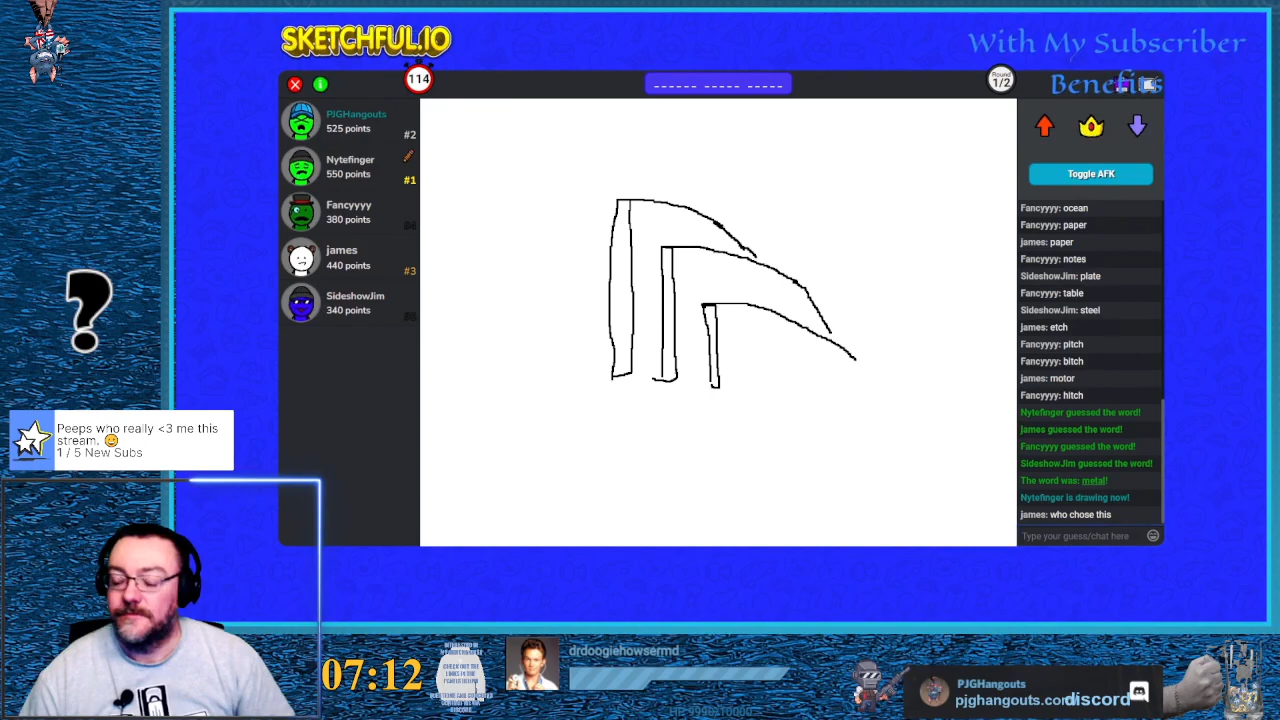 SKETCHFUL.IO
With My Subscriber
Benefits
114
______ _____ _____
Round
1/2
PJGHangouts
525 points
#2
Nytefinger
550 points
#1
Fancyyyy
380 points
james
440 points
#3
SideshowJim
340 points
Toggle AFK
Fancyyyy: ocean
Fancyyyy: paper
james: paper
Fancyyyy: notes
SideshowJim: plate
Fancyyyy: table
SideshowJim: steel
james: etch
Fancyyyy: pitch
Fancyyyy: bitch
james: motor
Fancyyyy: hitch
Nytefinger guessed the word!
james guessed the word!
Fancyyyy guessed the word!
SideshowJim guessed the word!
The word was: metal!
Nytefinger is drawing now!
james: who chose this
Type your guess/chat here
?
Peeps who really <3 me this
stream. 😀
1 / 5 New Subs
07:12
drdoogiehowsermd
PJGHangouts
pjghangouts.com
discord